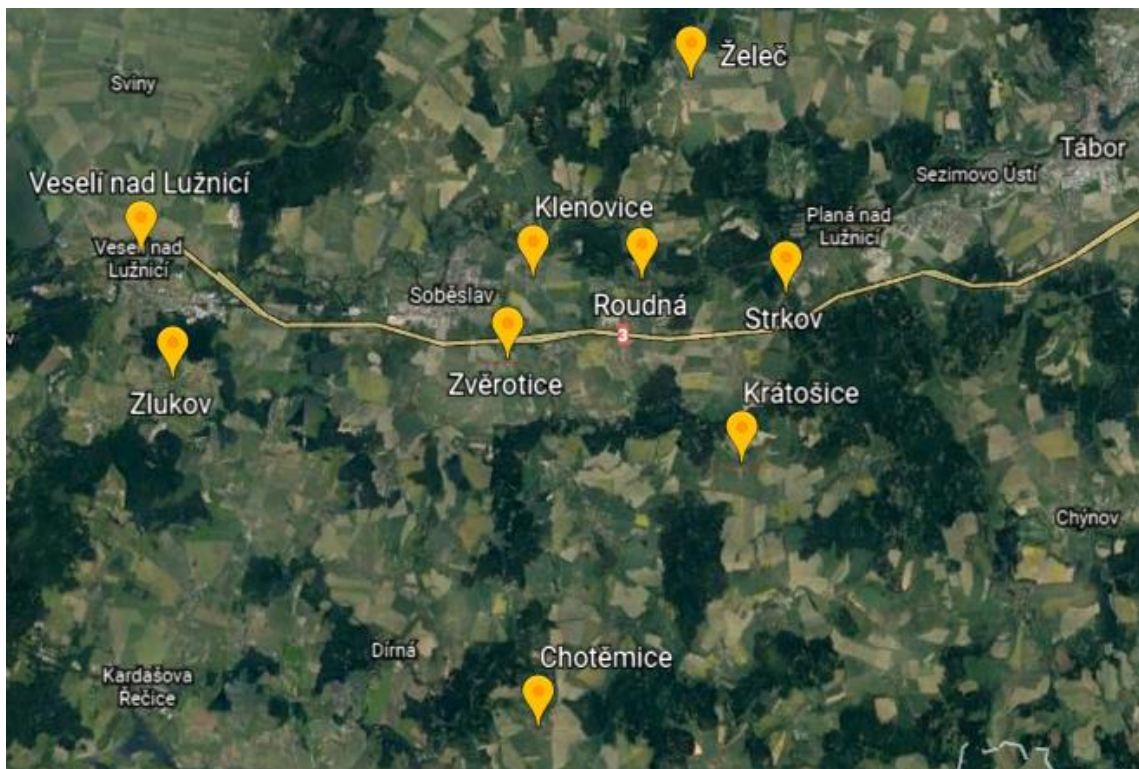 Želeč
Sviny
Tábor
Sezimovo Ústí
Veselí nad Lužnicí
Klenovice
Planá nad
Lužnicí
Veselí nad
Lužnicí
Soběslav
Roudná
Strkov
3
v
Zvěrotice
Krátošice
Zlukov
Chýnov
Dírná
Chotěmice
Kardašova
Řečice